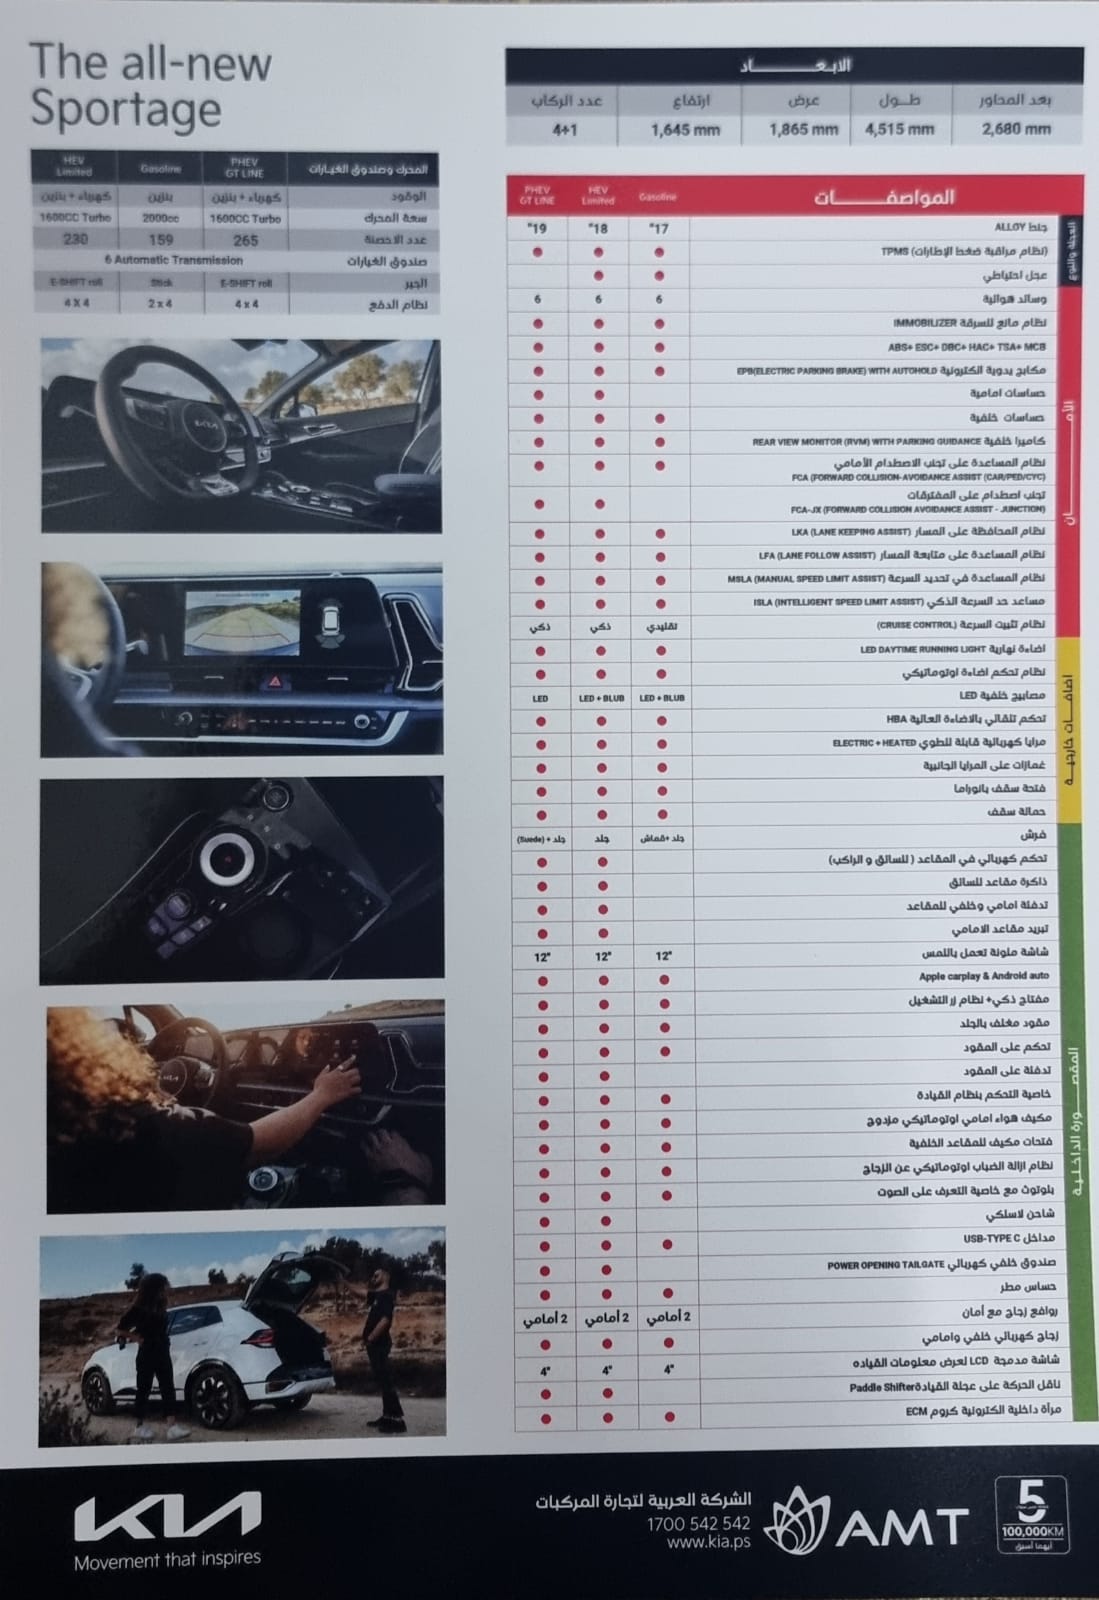 The all-new
Sportage
HEV Limited Gasoline PHEV GT LINE المحرك وصندوق الغيارات
كهرباء + بنزين بنزين كهرباء + بنزين الوقود
1600CC Turbo 2000cc 1600CC Turbo سعة المحرك
230 159 265 عدد الاحصنة
6 Automatic Transmission صندوق الغيارات
E-SHIFT roll Stick E-SHIFT roll الجير
4 X 4 2 x 4 4 x 4 نظام الدفع
الابعاد
عدد الركاب ارتفاع عرض طول بعد المحاور
4+1 1,645 mm 1,865 mm 4,515 mm 2,680 mm
PHEV GT LINE HEV Limited Gasoline المواصفات
العجلة والنوع
"19 "18 "17 جنط ALLOY
(نظام مراقبة ضغط الإطارات) TPMS
عجل احتياطي
الأمان
6 6 6 وسائد هوائية
نظام مانع للسرقة IMMOBILIZER
ABS+ ESC+ DBC+ HAC+ TSA+ MCB
مكابح يدوية الكترونية EPB(ELECTRIC PARKING BRAKE) WITH AUTOHOLD
حساسات امامية
حساسات خلفية
كاميرا خلفية REAR VIEW MONITOR (RVM) WITH PARKING GUIDANCE
نظام المساعدة على تجنب الاصطدام الأمامي
FCA (FORWARD COLLISION-AVOIDANCE ASSIST (CAR/PED/CYC)
تجنب اصطدام على المفترقات
FCA-JX (FORWARD COLLISION AVOIDANCE ASSIST - JUNCTION)
نظام المحافظة على المسار LKA (LANE KEEPING ASSIST)
نظام المساعدة على متابعة المسار LFA (LANE FOLLOW ASSIST)
نظام المساعدة في تحديد السرعة MSLA (MANUAL SPEED LIMIT ASSIST)
مساعد حد السرعة الذكي ISLA (INTELLIGENT SPEED LIMIT ASSIST)
ذكي ذكي تقليدي نظام تثبيت السرعة (CRUISE CONTROL)
اضافات خارجية
اضاءة نهارية LED DAYTIME RUNNING LIGHT
نظام تحكم اضاءة اوتوماتيكي
LED LED + BLUB LED + BLUB مصابيح خلفية LED
تحكم تلقائي بالاضاءة العالية HBA
مرايا كهربائية قابلة للطوي ELECTRIC + HEATED
غمازات على المرايا الجانبية
فتحة سقف بانوراما
حمالة سقف
المقصورة الداخلية
جلد + (Suede) جلد جلد +قماش فرش
تحكم كهربائي في المقاعد ( للسائق و الراكب)
ذاكرة مقاعد للسائق
تدفئة امامي وخلفي للمقاعد
تبريد مقاعد الامامي
12" 12" 12" شاشة ملونة تعمل باللمس
Apple carplay & Android auto
مفتاح ذكي+ نظام زر التشغيل
مقود مغلف بالجلد
تحكم على المقود
تدفئة على المقود
خاصية التحكم بنظام القيادة
مكيف هواء امامي اوتوماتيكي مزدوج
فتحات مكيف للمقاعد الخلفية
نظام ازالة الضباب اوتوماتيكي عن الزجاج
بلوتوث مع خاصية التعرف على الصوت
شاحن لاسلكي
مداخل USB-TYPE C
صندوق خلفي كهربائي POWER OPENING TAILGATE
حساس مطر
2 أمامي 2 أمامي 2 أمامي روافع زجاج مع أمان
زجاج كهربائي خلفي وامامي
4" 4" 4" شاشة مدمجة LCD لعرض معلومات القياده
ناقل الحركة على عجلة القيادة Paddle Shifter
مرآة داخلية الكترونية كروم ECM
KIA
Movement that inspires
الشركة العربية لتجارة المركبات
1700 542 542
www.kia.ps
AMT
5
100,000KM
أيهما أسبق